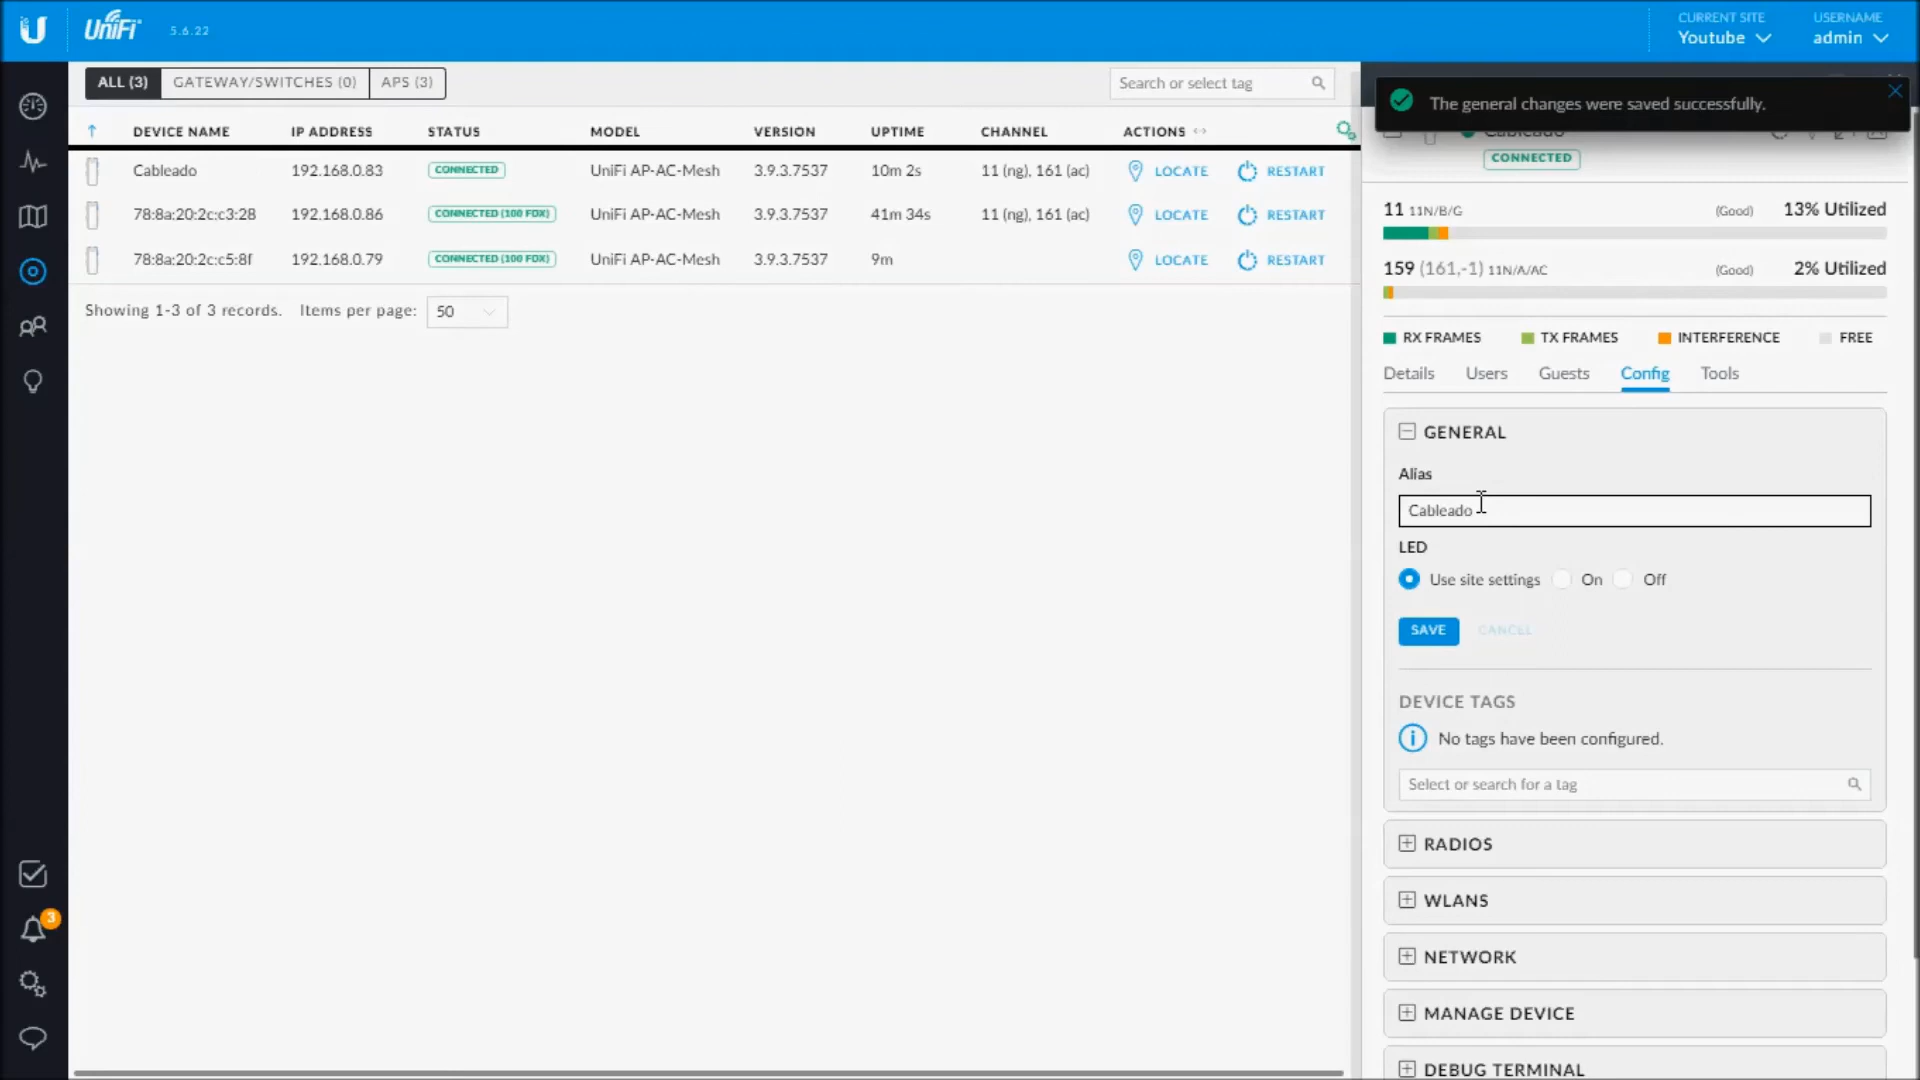 UniFi 5.6.22
CURRENT SITE
Youtube
USERNAME
admin
ALL (3) GATEWAY/SWITCHES (0) APS (3)
Search or select tag
The general changes were saved successfully.
DEVICE NAME IP ADDRESS STATUS MODEL VERSION UPTIME CHANNEL ACTIONS
Cableado 192.168.0.83 CONNECTED UniFi AP-AC-Mesh 3.9.3.7537 10m 2s 11 (ng), 161 (ac) LOCATE RESTART
78:8a:20:2c:c3:28 192.168.0.86 CONNECTED (100 FDX) UniFi AP-AC-Mesh 3.9.3.7537 41m 34s 11 (ng), 161 (ac) LOCATE RESTART
78:8a:20:2c:c5:8f 192.168.0.79 CONNECTED (100 FDX) UniFi AP-AC-Mesh 3.9.3.7537 9m LOCATE RESTART
Showing 1-3 of 3 records. Items per page: 50
3
Cableado
CONNECTED
11 11N/B/G (Good) 13% Utilized
159 (161,-1) 11N/A/AC (Good) 2% Utilized
RX FRAMES TX FRAMES INTERFERENCE FREE
Details Users Guests Config Tools
GENERAL
Alias
Cableado
LED
Use site settings On Off
SAVE CANCEL
DEVICE TAGS
No tags have been configured.
Select or search for a tag
RADIOS
WLANS
NETWORK
MANAGE DEVICE
DEBUG TERMINAL